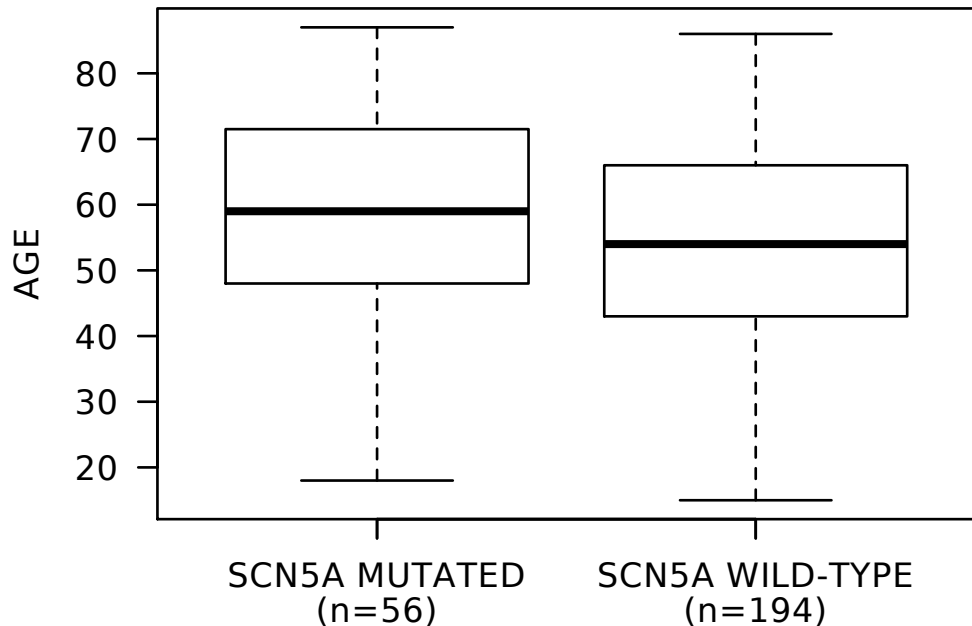 AGE
80
70
60
50
40
30
20
SCN5A MUTATED
(n=56)
SCN5A WILD-TYPE
(n=194)